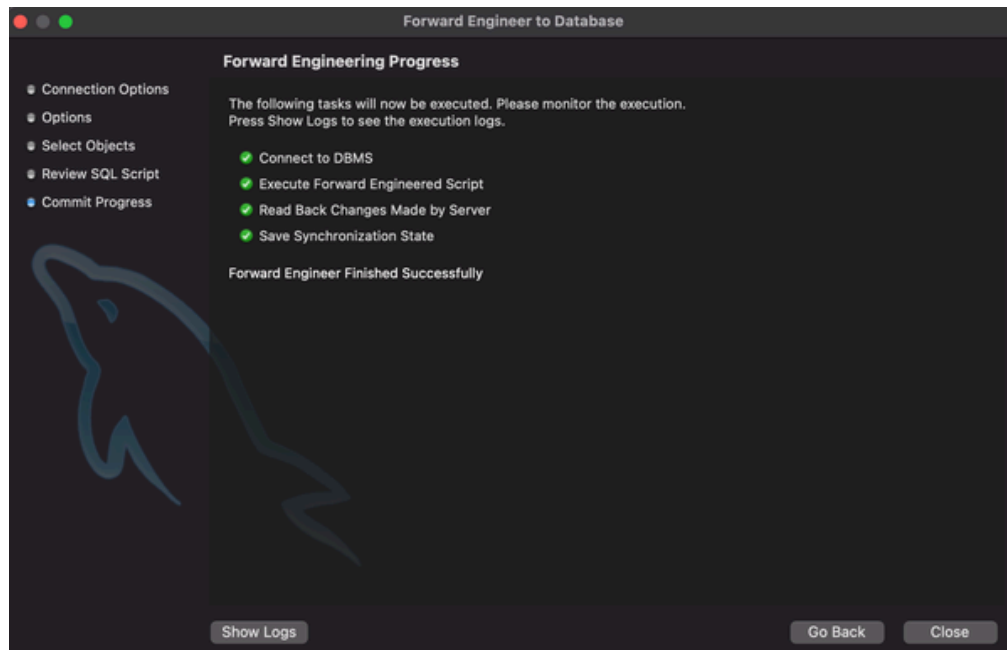 Forward Engineer to Database
Forward Engineering Progress
Connection Options
Options
Select Objects
Review SQL Script
Commit Progress
The following tasks will now be executed. Please monitor the execution.
Press Show Logs to see the execution logs.
Connect to DBMS
Execute Forward Engineered Script
Read Back Changes Made by Server
Save Synchronization State
Forward Engineer Finished Successfully
Show Logs
Go Back
Close